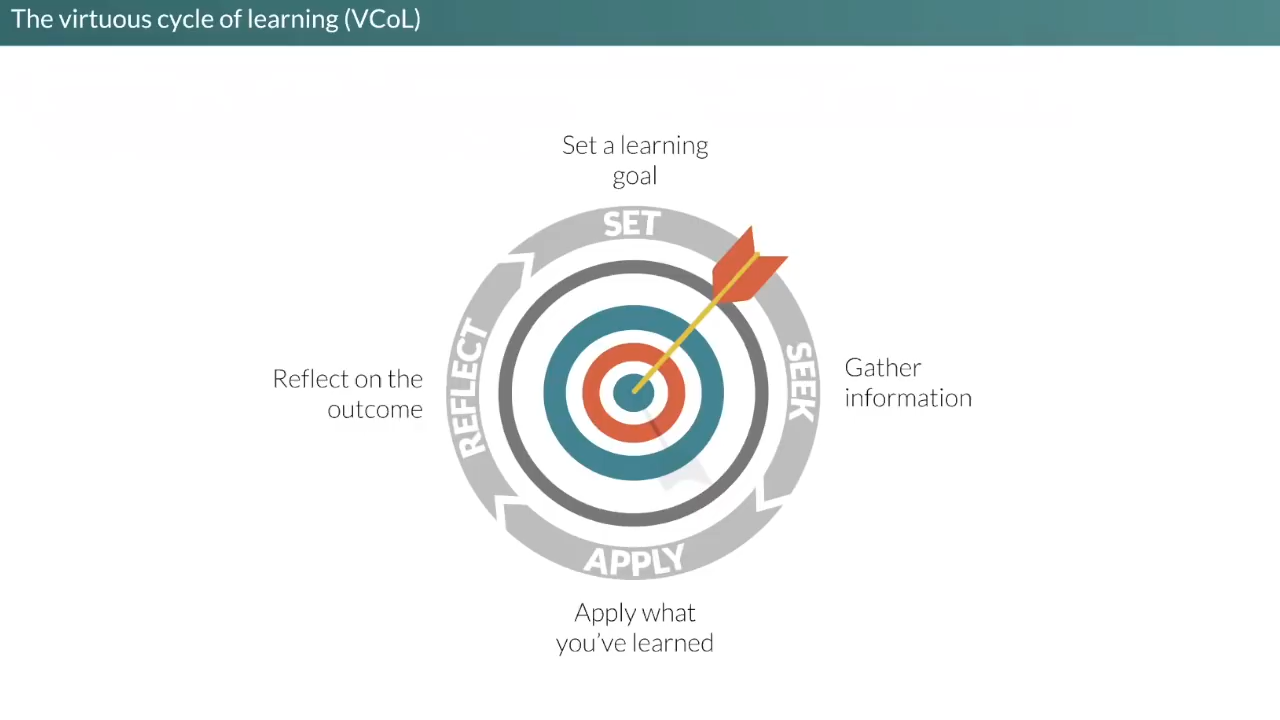 The virtuous cycle of learning (VCoL)
Set a learning
goal
SET
SEEK
Gather
information
APPLY
Apply what
you've learned
REFLECT
Reflect on the
outcome